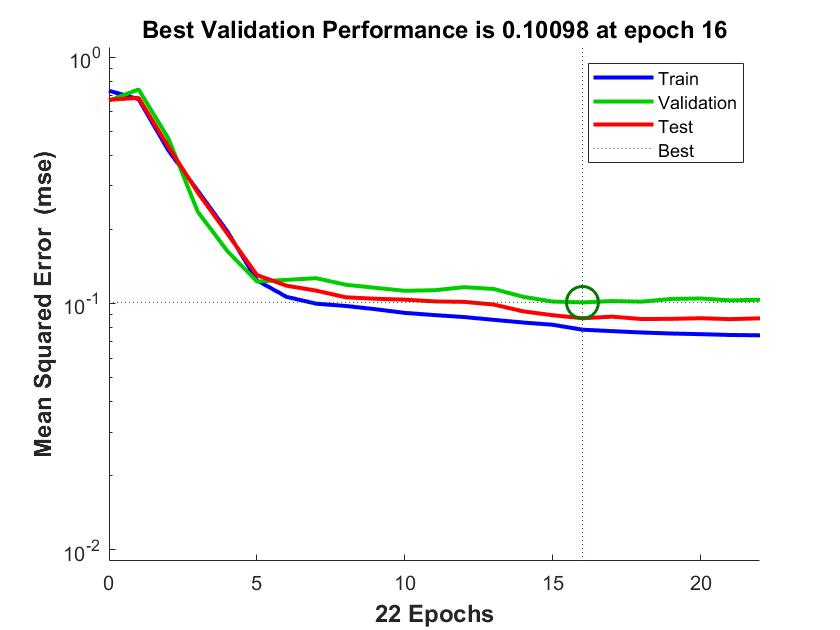 Best Validation Performance is 0.10098 at epoch 16
10^0
10^-1
10^-2
Mean Squared Error (mse)
Train
Validation
Test
Best
0 5 10 15 20
22 Epochs